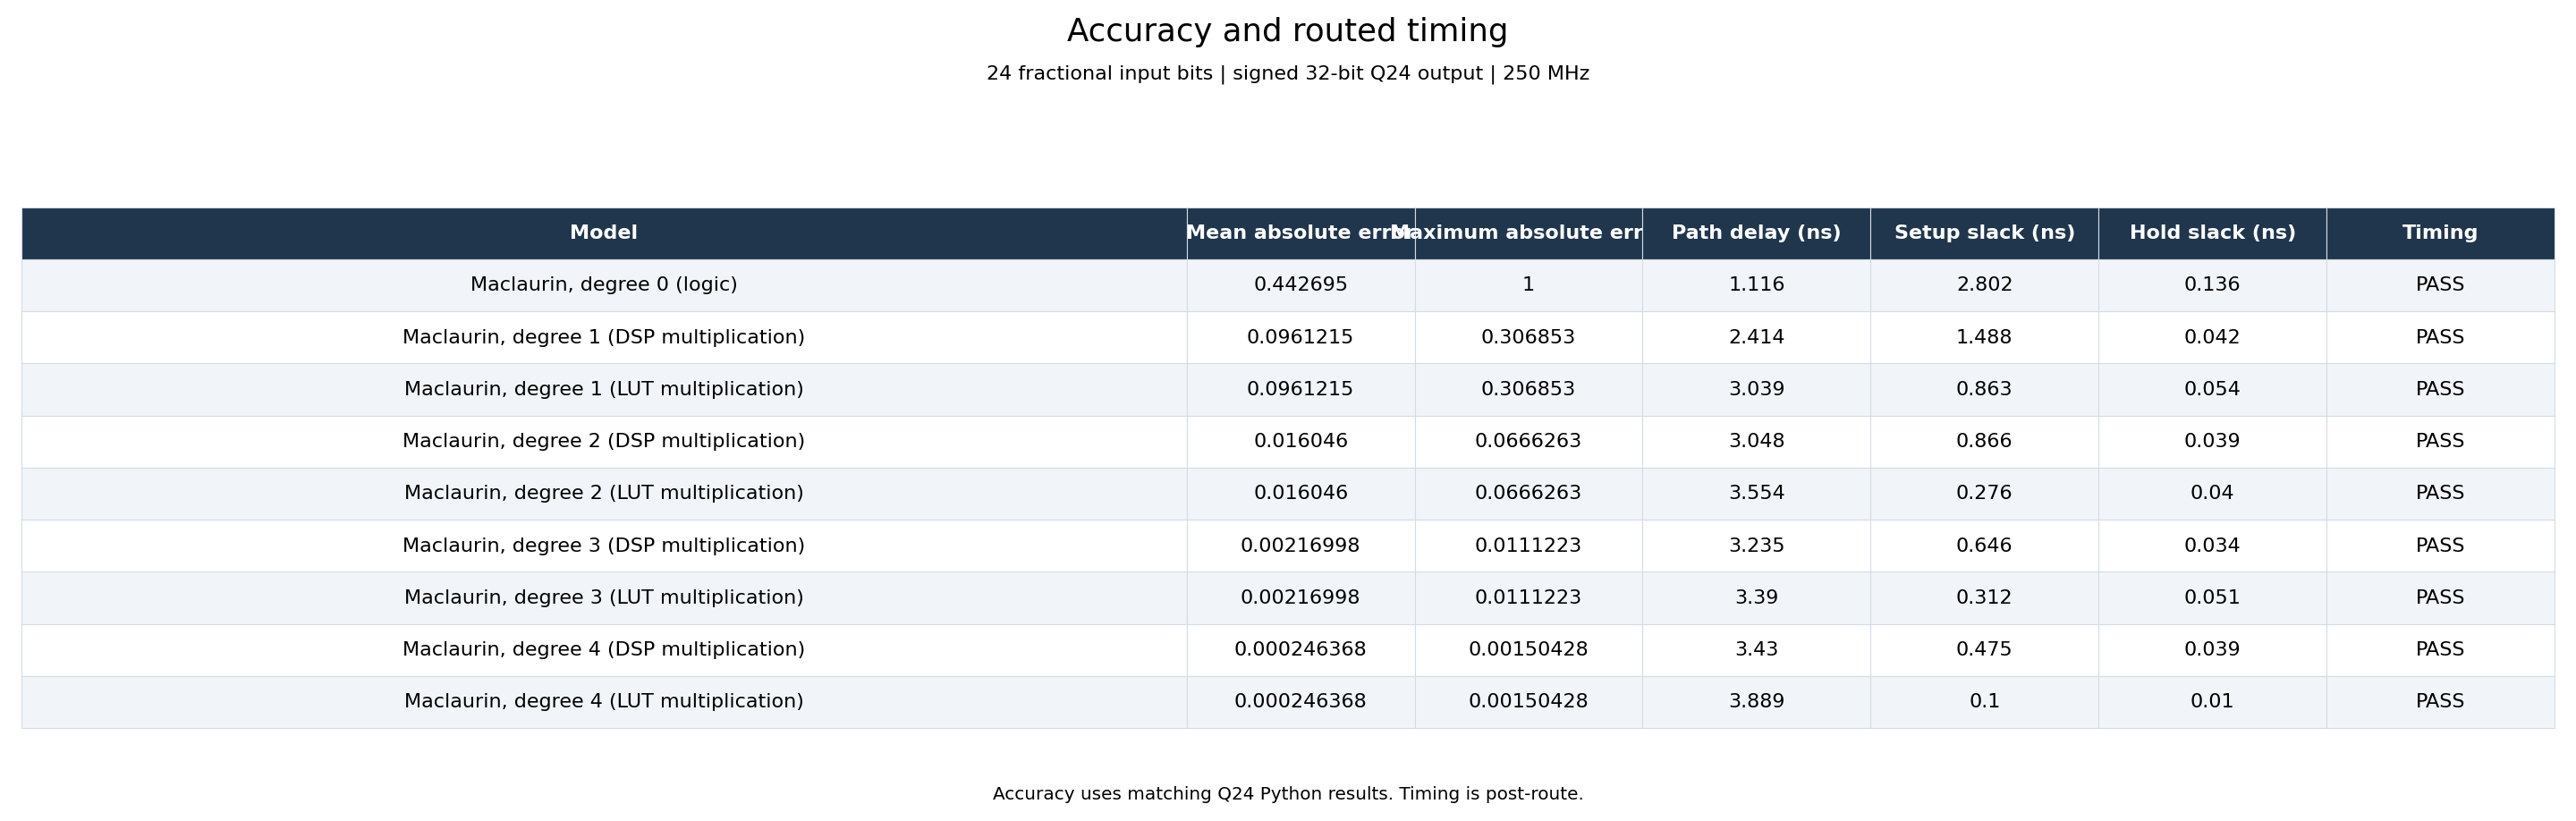 Accuracy and routed timing
24 fractional input bits | signed 32-bit Q24 output | 250 MHz
Model Mean absolute error Maximum absolute err Path delay (ns) Setup slack (ns) Hold slack (ns) Timing
Maclaurin, degree 0 (logic) 0.442695 1 1.116 2.802 0.136 PASS
Maclaurin, degree 1 (DSP multiplication) 0.0961215 0.306853 2.414 1.488 0.042 PASS
Maclaurin, degree 1 (LUT multiplication) 0.0961215 0.306853 3.039 0.863 0.054 PASS
Maclaurin, degree 2 (DSP multiplication) 0.016046 0.0666263 3.048 0.866 0.039 PASS
Maclaurin, degree 2 (LUT multiplication) 0.016046 0.0666263 3.554 0.276 0.04 PASS
Maclaurin, degree 3 (DSP multiplication) 0.00216998 0.0111223 3.235 0.646 0.034 PASS
Maclaurin, degree 3 (LUT multiplication) 0.00216998 0.0111223 3.39 0.312 0.051 PASS
Maclaurin, degree 4 (DSP multiplication) 0.000246368 0.00150428 3.43 0.475 0.039 PASS
Maclaurin, degree 4 (LUT multiplication) 0.000246368 0.00150428 3.889 0.1 0.01 PASS
Accuracy uses matching Q24 Python results. Timing is post-route.